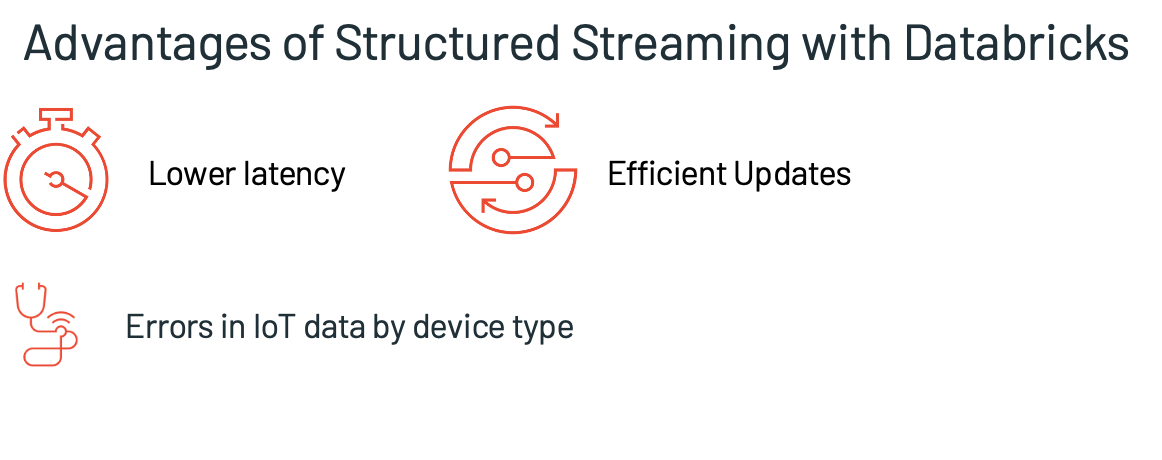 Advantages of Structured Streaming with Databricks
Lower latency
Efficient Updates
Errors in IoT data by device type